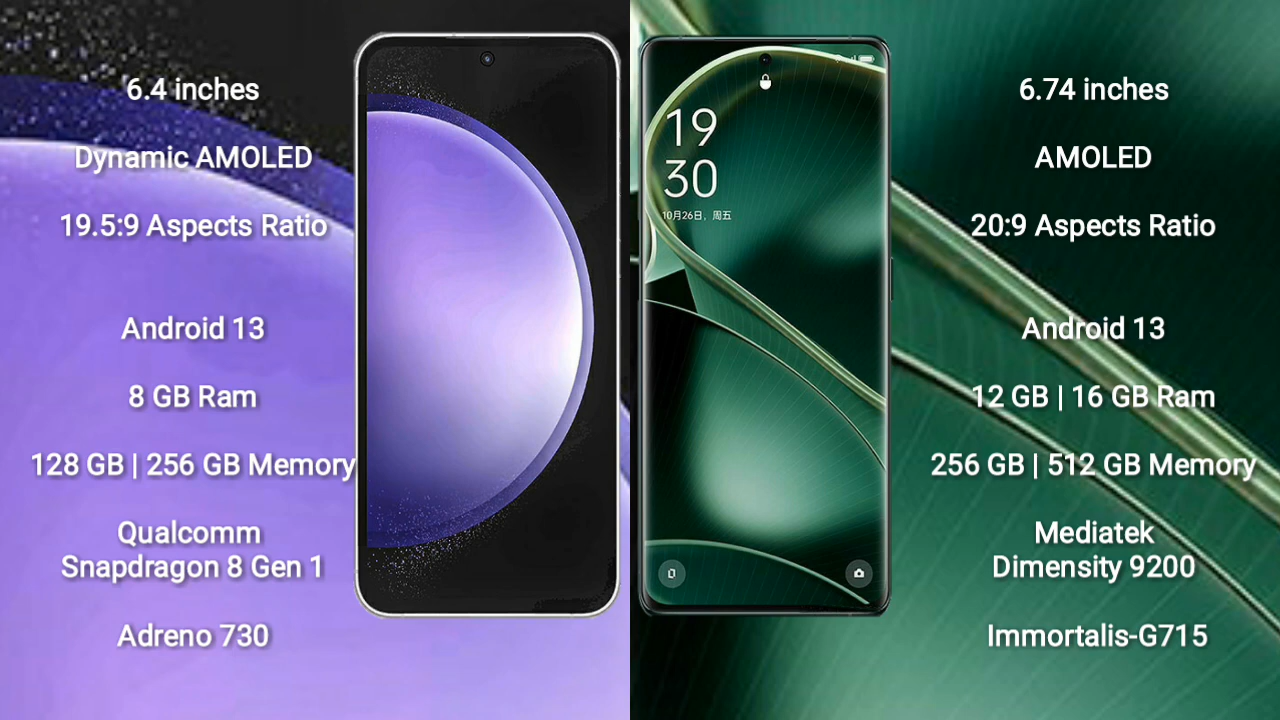 6.4 inches
Dynamic AMOLED
19.5:9 Aspects Ratio
Android 13
8 GB Ram
128 GB | 256 GB Memory
Qualcomm
Snapdragon 8 Gen 1
Adreno 730
19
30
10月26日，周五
6.74 inches
AMOLED
20:9 Aspects Ratio
Android 13
12 GB | 16 GB Ram
256 GB | 512 GB Memory
Mediatek
Dimensity 9200
Immortalis-G715